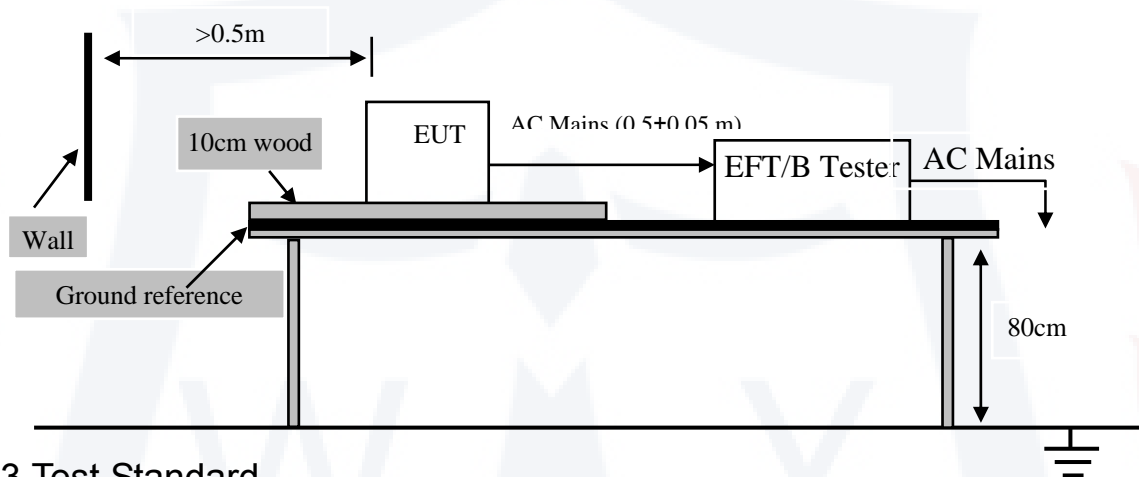 >0.5m
EUT
AC Mains (0.5±0.05 m)
10cm wood
EFT/B Tester
AC Mains
Wall
Ground reference
80cm
3 Test Standard